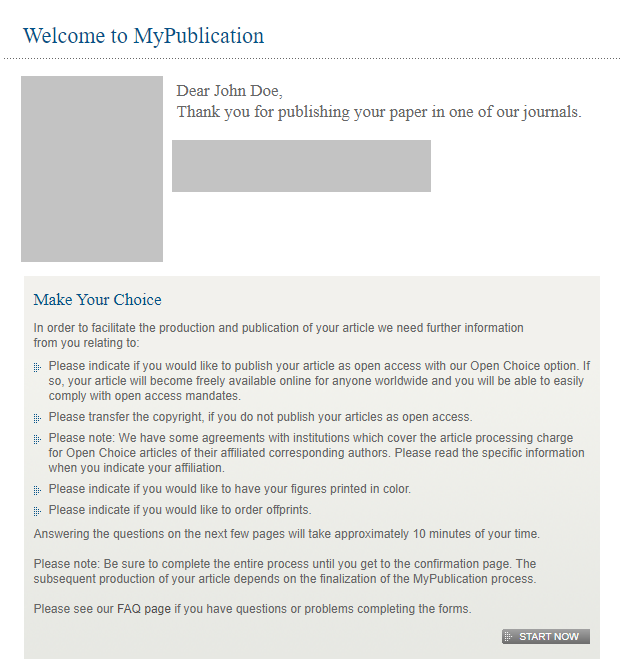 Welcome to MyPublication
Dear John Doe,
Thank you for publishing your paper in one of our journals.
Make Your Choice
In order to facilitate the production and publication of your article we need further information
from you relating to:
Please indicate if you would like to publish your article as open access with our Open Choice option. If
so, your article will become freely available online for anyone worldwide and you will be able to easily
comply with open access mandates.
Please transfer the copyright, if you do not publish your articles as open access.
Please note: We have some agreements with institutions which cover the article processing charge
for Open Choice articles of their affiliated corresponding authors. Please read the specific information
when you indicate your affiliation.
Please indicate if you would like to have your figures printed in color.
Please indicate if you would like to order offprints.
Answering the questions on the next few pages will take approximately 10 minutes of your time.
Please note: Be sure to complete the entire process until you get to the confirmation page. The
subsequent production of your article depends on the finalization of the MyPublication process.
Please see our FAQ page if you have questions or problems completing the forms.
START NOW